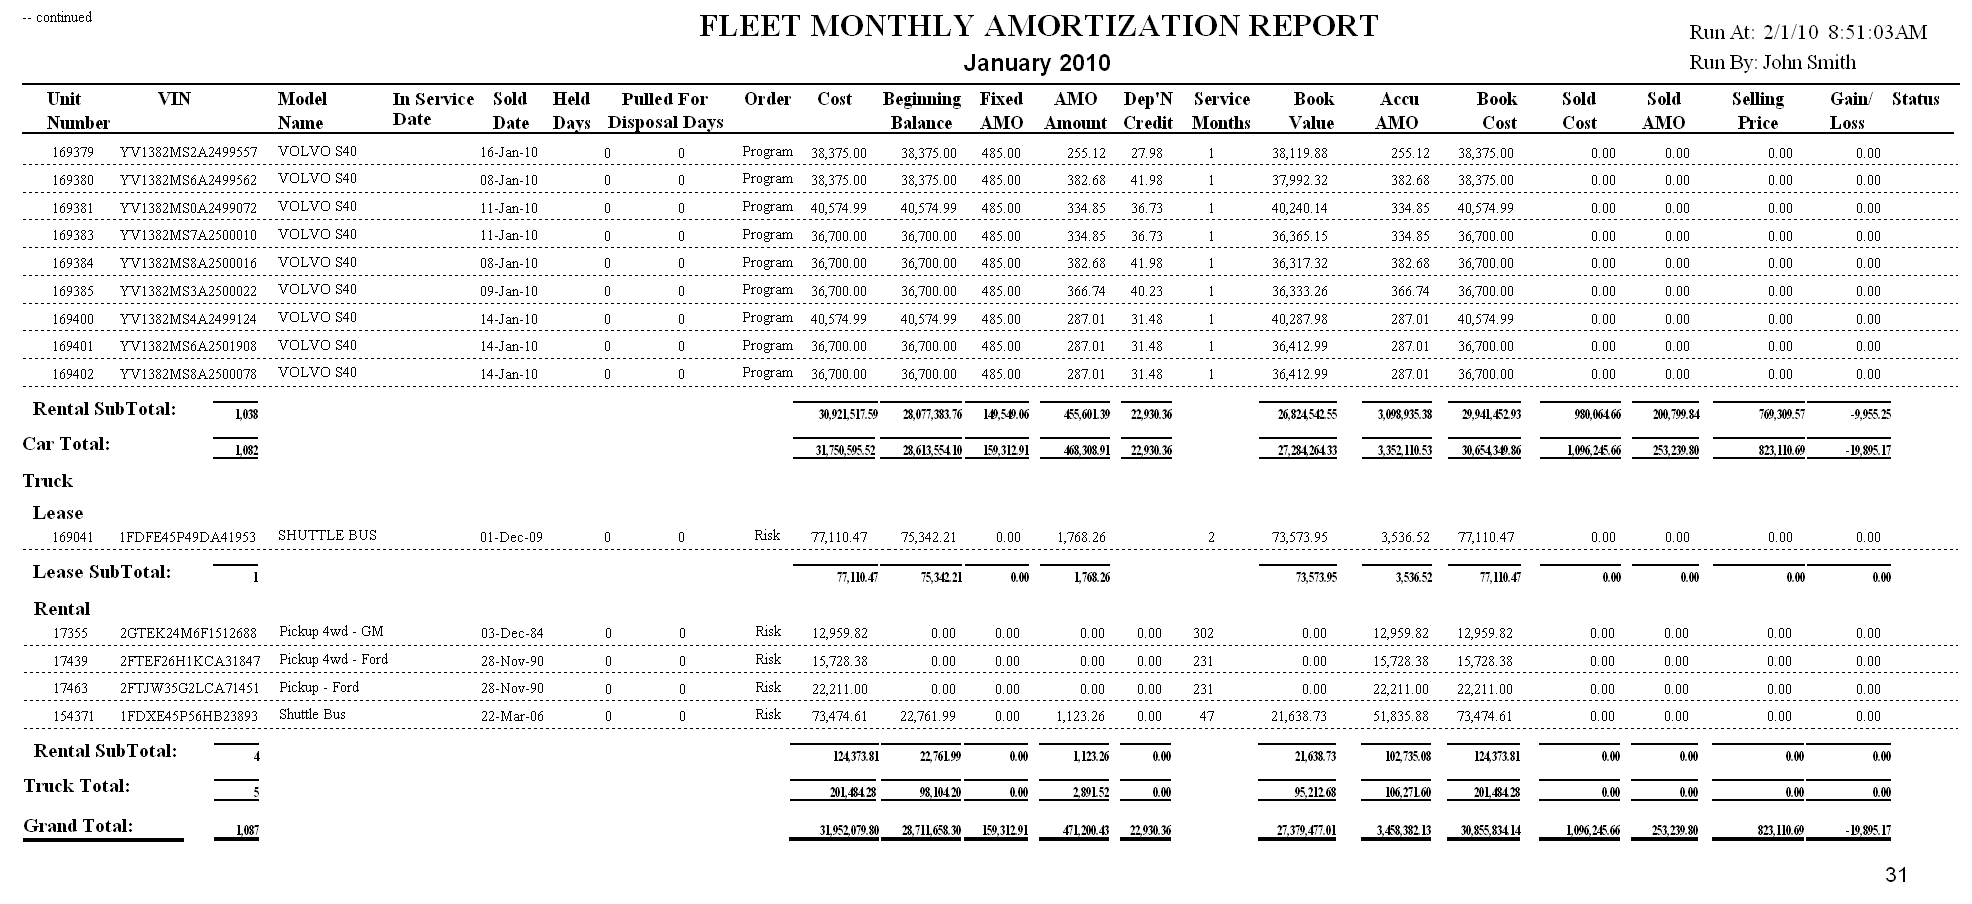 -- continued
FLEET MONTHLY AMORTIZATION REPORT
Run At: 2/1/10 8:51:03AM
January 2010
Run By: John Smith
Unit VIN Model In Service Sold Held Pulled For Order Cost Beginning Fixed AMO Dep'N Service Book Accu Book Sold Sold Selling Gain/ Status
Number Name Date Date Days Disposal Days Balance AMO Amount Credit Months Value AMO Cost Cost AMO Price Loss
169379 YV1382MS2A2499557 VOLVO S40 16-Jan-10 0 0 Program 38,375.00 38,375.00 485.00 255.12 27.98 1 38,119.88 255.12 38,375.00 0.00 0.00 0.00 0.00
169380 YV1382MS6A2499562 VOLVO S40 08-Jan-10 0 0 Program 38,375.00 38,375.00 485.00 382.68 41.98 1 37,992.32 382.68 38,375.00 0.00 0.00 0.00 0.00
169381 YV1382MS0A2499072 VOLVO S40 11-Jan-10 0 0 Program 40,574.99 40,574.99 485.00 334.85 36.73 1 40,240.14 334.85 40,574.99 0.00 0.00 0.00 0.00
169383 YV1382MS7A2500010 VOLVO S40 11-Jan-10 0 0 Program 36,700.00 36,700.00 485.00 334.85 36.73 1 36,365.15 334.85 36,700.00 0.00 0.00 0.00 0.00
169384 YV1382MS8A2500016 VOLVO S40 08-Jan-10 0 0 Program 36,700.00 36,700.00 485.00 382.68 41.98 1 36,317.32 382.68 36,700.00 0.00 0.00 0.00 0.00
169385 YV1382MS3A2500022 VOLVO S40 09-Jan-10 0 0 Program 36,700.00 36,700.00 485.00 366.74 40.23 1 36,333.26 366.74 36,700.00 0.00 0.00 0.00 0.00
169400 YV1382MS4A2499124 VOLVO S40 14-Jan-10 0 0 Program 40,574.99 40,574.99 485.00 287.01 31.48 1 40,287.98 287.01 40,574.99 0.00 0.00 0.00 0.00
169401 YV1382MS6A2501908 VOLVO S40 14-Jan-10 0 0 Program 36,700.00 36,700.00 485.00 287.01 31.48 1 36,412.99 287.01 36,700.00 0.00 0.00 0.00 0.00
169402 YV1382MS8A2500078 VOLVO S40 14-Jan-10 0 0 Program 36,700.00 36,700.00 485.00 287.01 31.48 1 36,412.99 287.01 36,700.00 0.00 0.00 0.00 0.00
Rental SubTotal: 1,038 30,921,517.59 28,077,383.76 149,549.06 455,601.39 22,930.36 26,824,542.55 3,098,935.38 29,941,452.93 980,064.66 200,799.84 769,309.57 -9,955.25
Car Total: 1,082 31,750,595.52 28,613,554.10 159,312.91 468,308.91 22,930.36 27,284,264.33 3,352,110.53 30,654,349.86 1,096,245.66 253,239.80 823,110.69 -19,895.17
Truck
Lease
169041 1FDFE45P49DA41953 SHUTTLE BUS 01-Dec-09 0 0 Risk 77,110.47 75,342.21 0.00 1,768.26 2 73,573.95 3,536.52 77,110.47 0.00 0.00 0.00 0.00
Lease SubTotal: 1 77,110.47 75,342.21 0.00 1,768.26 73,573.95 3,536.52 77,110.47 0.00 0.00 0.00 0.00
Rental
17355 2GTEK24M6F1512688 Pickup 4wd - GM 03-Dec-84 0 0 Risk 12,959.82 0.00 0.00 0.00 0.00 302 0.00 12,959.82 12,959.82 0.00 0.00 0.00 0.00
17439 2FTEF26H1KCA31847 Pickup 4wd - Ford 28-Nov-90 0 0 Risk 15,728.38 0.00 0.00 0.00 0.00 231 0.00 15,728.38 15,728.38 0.00 0.00 0.00 0.00
17463 2FTJW35G2LCA71451 Pickup - Ford 28-Nov-90 0 0 Risk 22,211.00 0.00 0.00 0.00 0.00 231 0.00 22,211.00 22,211.00 0.00 0.00 0.00 0.00
154371 1FDXE45P56HB23893 Shuttle Bus 22-Mar-06 0 0 Risk 73,474.61 22,761.99 0.00 1,123.26 0.00 47 21,638.73 51,835.88 73,474.61 0.00 0.00 0.00 0.00
Rental SubTotal: 4 124,373.81 22,761.99 0.00 1,123.26 0.00 21,638.73 102,735.08 124,373.81 0.00 0.00 0.00 0.00
Truck Total: 5 201,484.28 98,104.20 0.00 2,891.52 0.00 95,212.68 106,271.60 201,484.28 0.00 0.00 0.00 0.00
Grand Total: 1,087 31,952,079.80 28,711,658.30 159,312.91 471,200.43 22,930.36 27,379,477.01 3,458,382.13 30,855,834.14 1,096,245.66 253,239.80 823,110.69 -19,895.17
31